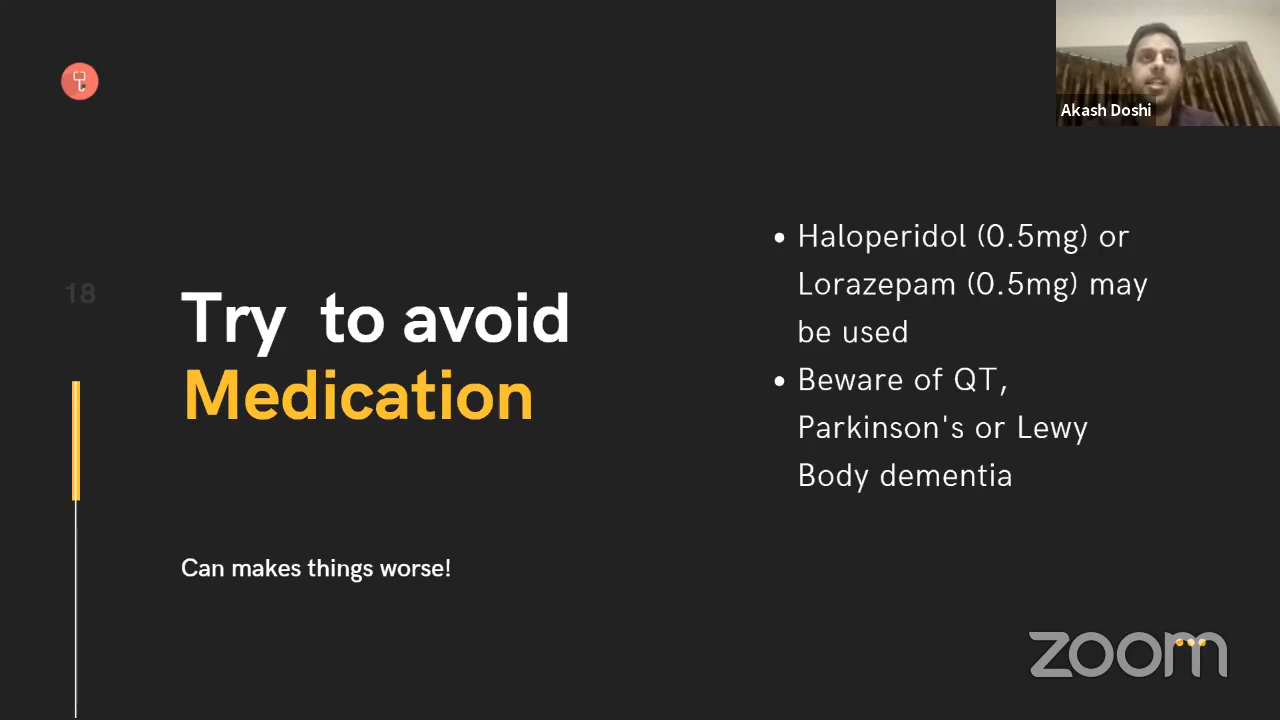 Akash Doshi
18
Try to avoid
Medication
Can makes things worse!
• Haloperidol (0.5mg) or
Lorazepam (0.5mg) may
be used
• Beware of QT,
Parkinson's or Lewy
Body dementia
zoom